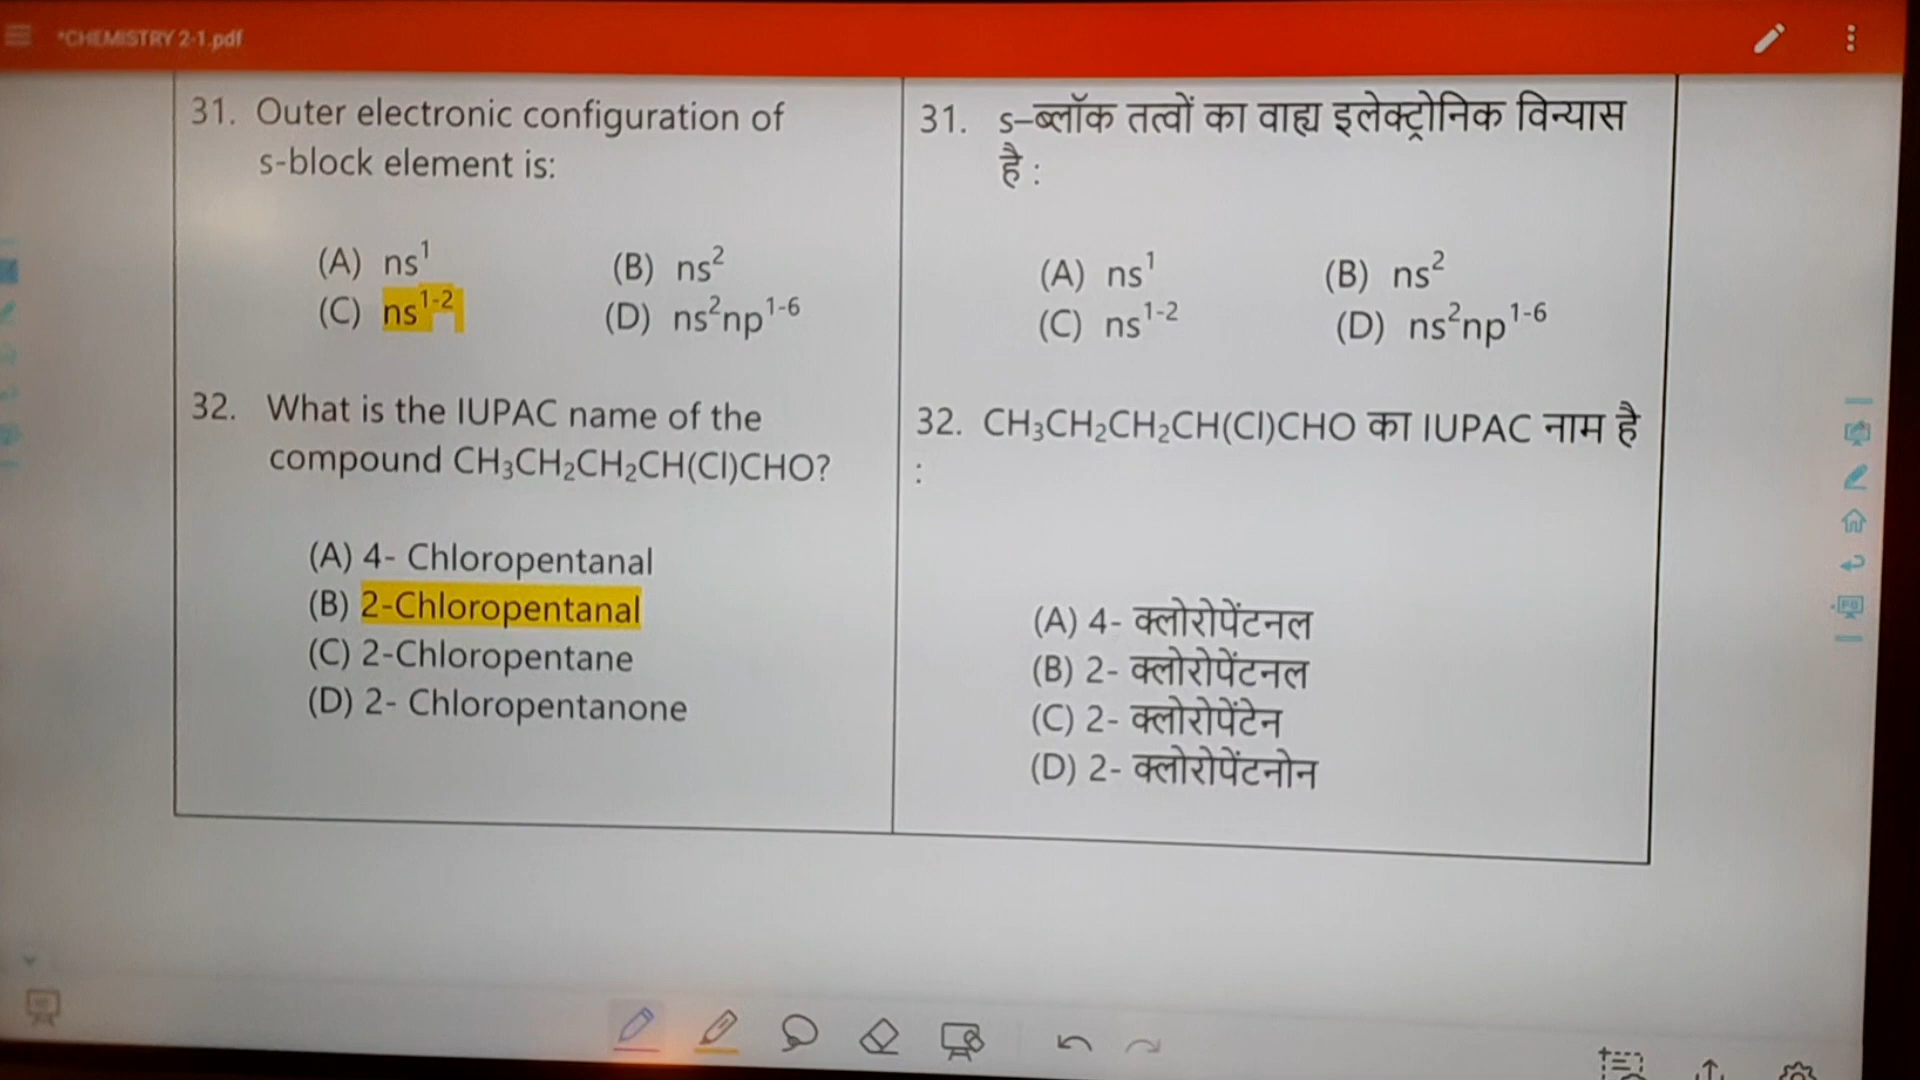 *CHEMISTRY 2-1.pdf
31. Outer electronic configuration of
s-block element is:
(A) ns¹ (B) ns²
(C) ns¹⁻² (D) ns²np¹⁻⁶
32. What is the IUPAC name of the
compound CH₃CH₂CH₂CH(Cl)CHO?
(A) 4- Chloropentanal
(B) 2-Chloropentanal
(C) 2-Chloropentane
(D) 2- Chloropentanone
31. s–ब्लॉक तत्वों का वाह्य इलेक्ट्रोनिक विन्यास
है :
(A) ns¹ (B) ns²
(C) ns¹⁻² (D) ns²np¹⁻⁶
32. CH₃CH₂CH₂CH(Cl)CHO का IUPAC नाम है
:
(A) 4- क्लोरोपेंटनल
(B) 2- क्लोरोपेंटनल
(C) 2- क्लोरोपेंटेन
(D) 2- क्लोरोपेंटनोन